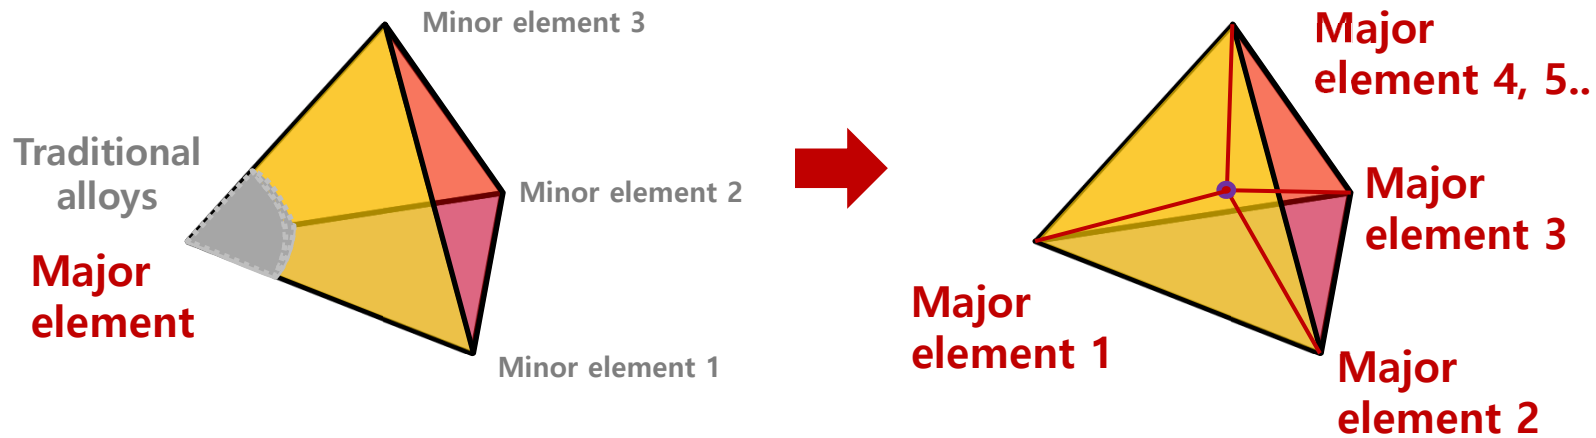 Minor element 3
Traditional
alloys
Minor element 2
Major
element
Minor element 1
Major
element 4, 5..
Major
element 3
Major
element 1
Major
element 2